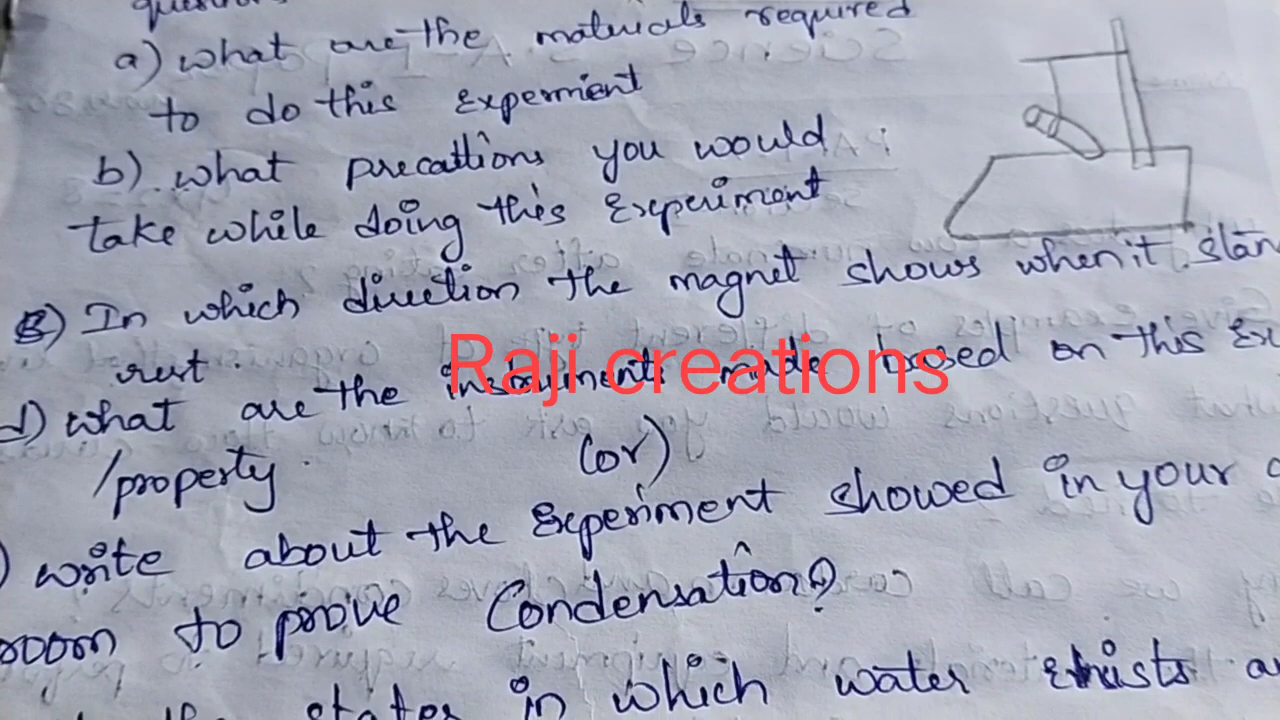 a) what are the materials required
to do this Experiment
b) what precations you would
take while doing this Experiment
g) In which direction the magnet shows when it
rest.
d) what are the instruments made based on this
/property.
(or)
write about the Experiment showed in your
room to prove Condensation?
states in which water exists
Raji creations